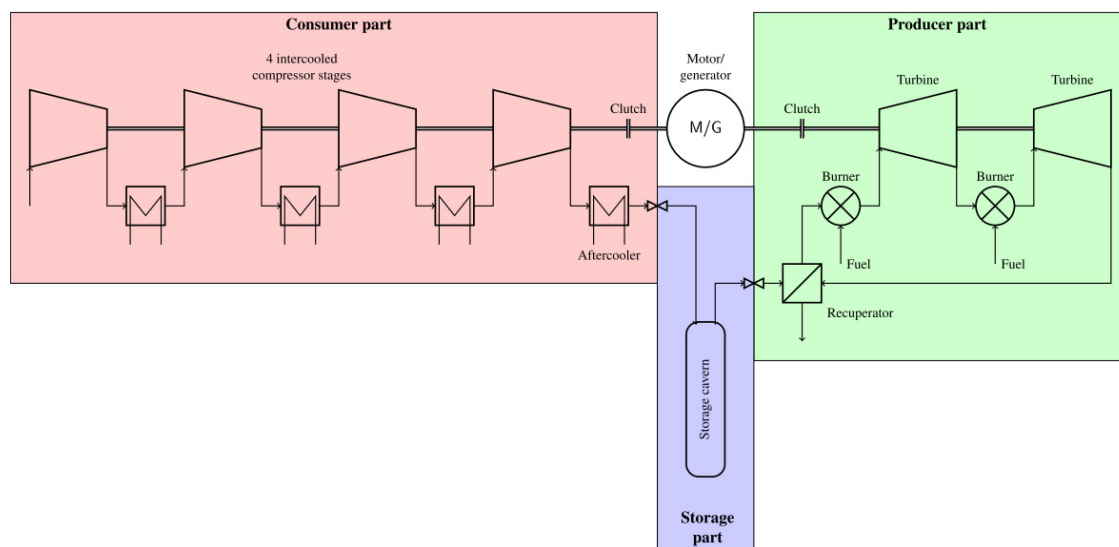 Consumer part
4 intercooled
compressor stages
Clutch
Aftercooler
Motor/
generator
M/G
Producer part
Clutch
Turbine
Turbine
Burner
Burner
Fuel
Fuel
Recuperator
Storage cavern
Storage
part